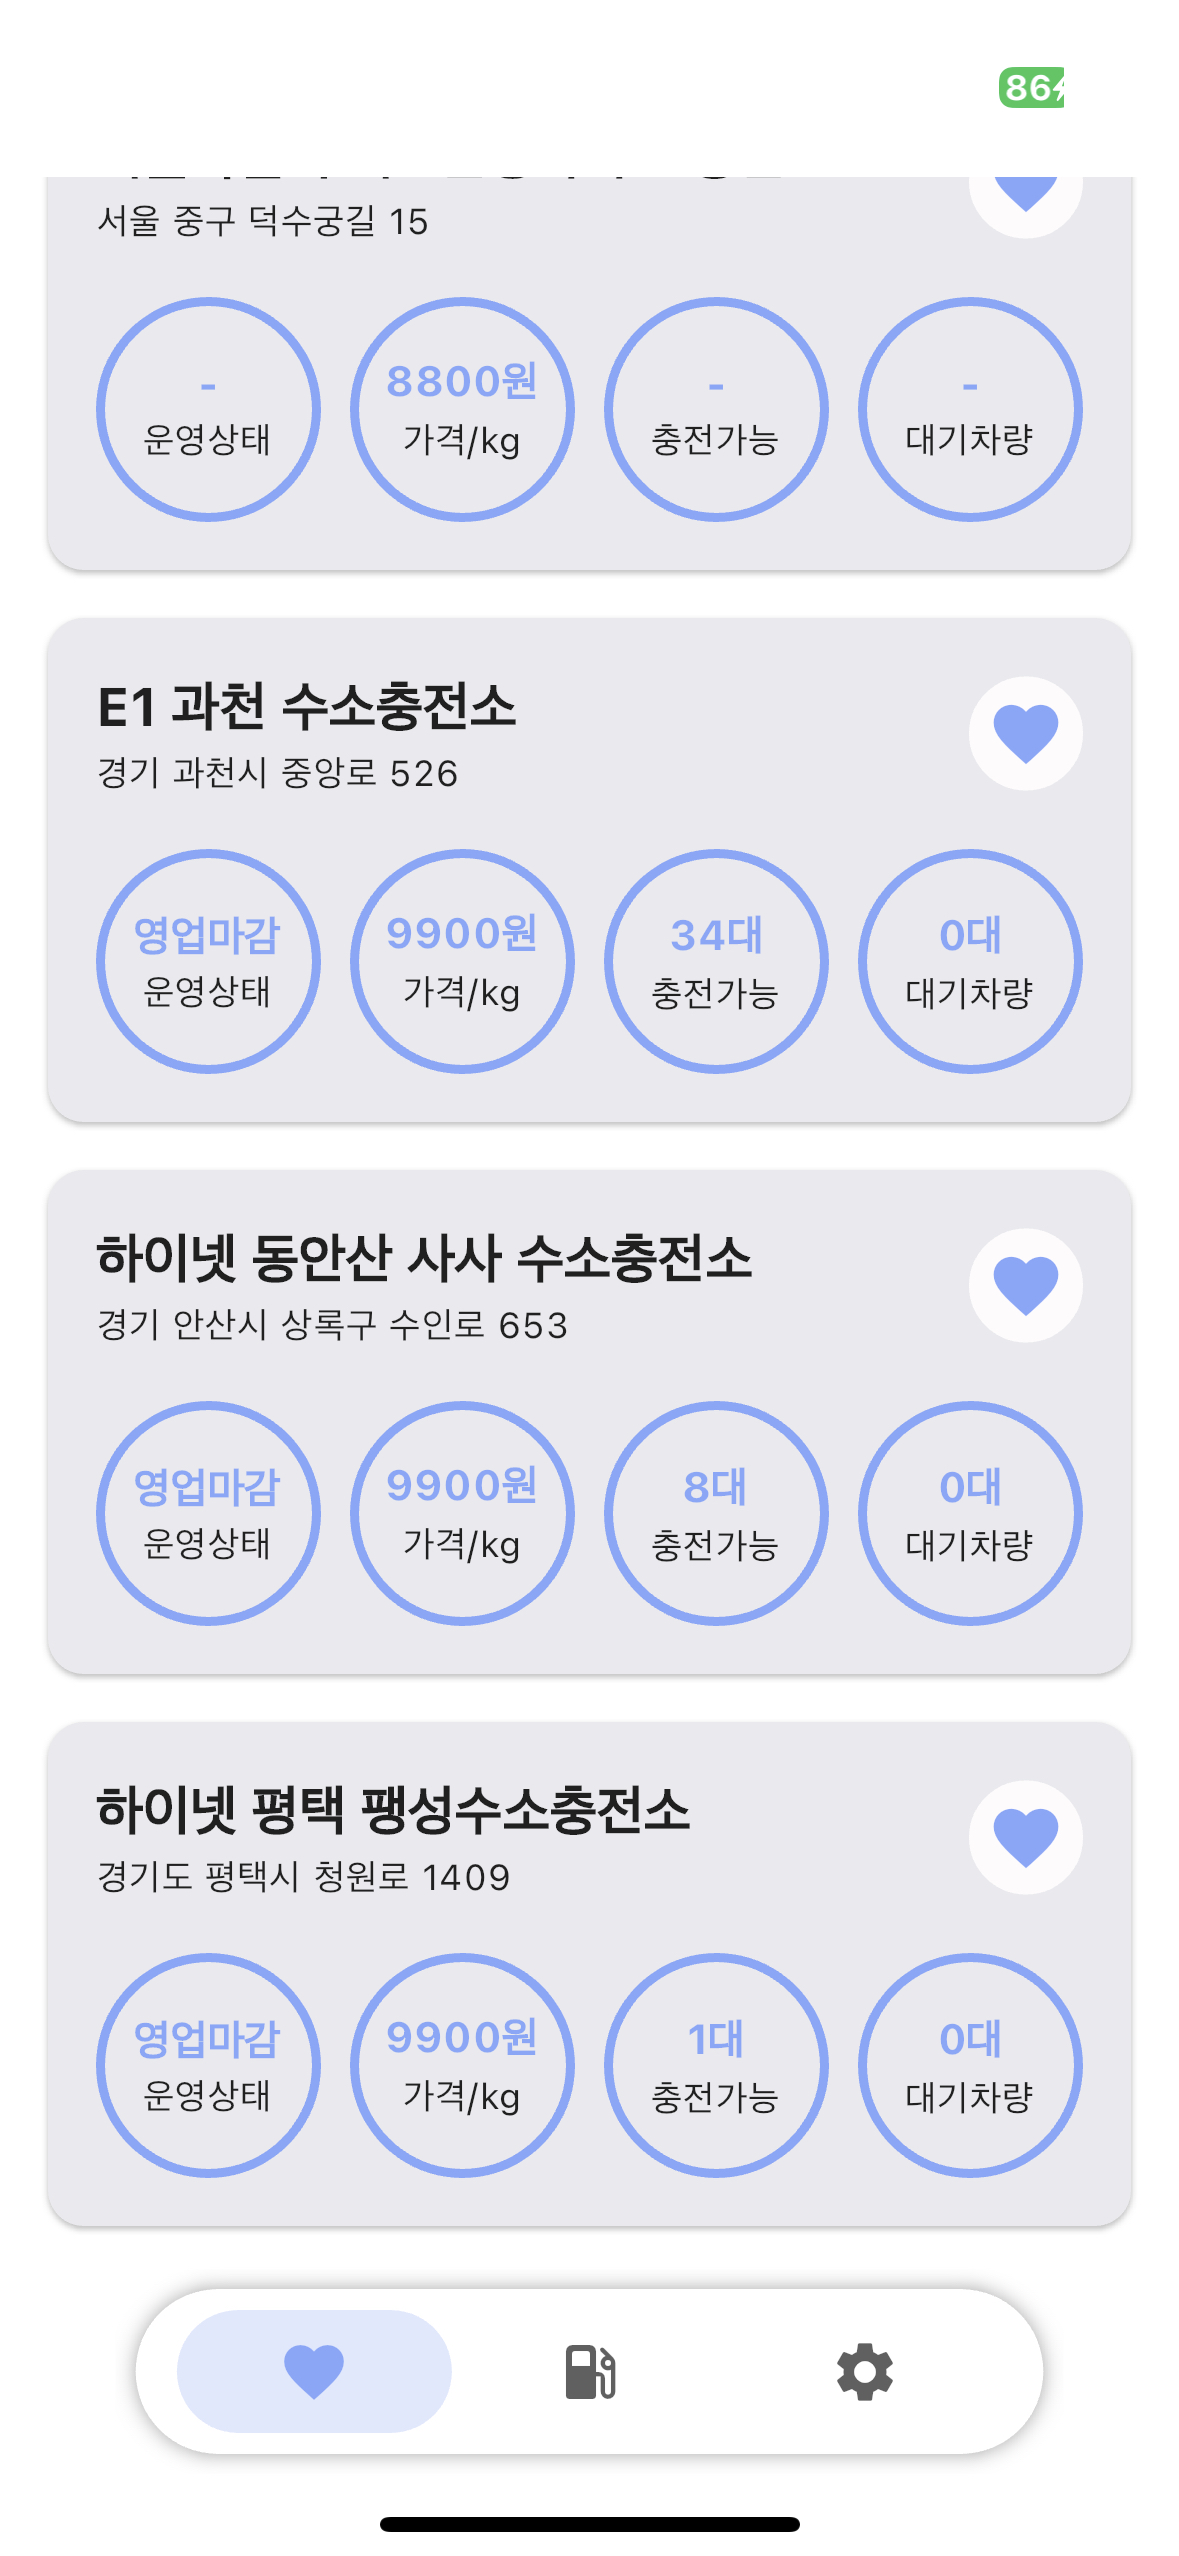 86
서울 중구 덕수궁길 15
-
8800원
-
-
운영상태
가격/kg
충전가능
대기차량
E1 과천 수소충전소
경기 과천시 중앙로 526
영업마감
9900원
34대
0대
운영상태
가격/kg
충전가능
대기차량
하이넷 동안산 사사 수소충전소
경기 안산시 상록구 수인로 653
영업마감
9900원
8대
0대
운영상태
가격/kg
충전가능
대기차량
하이넷 평택 팽성수소충전소
경기도 평택시 청원로 1409
영업마감
9900원
1대
0대
운영상태
가격/kg
충전가능
대기차량